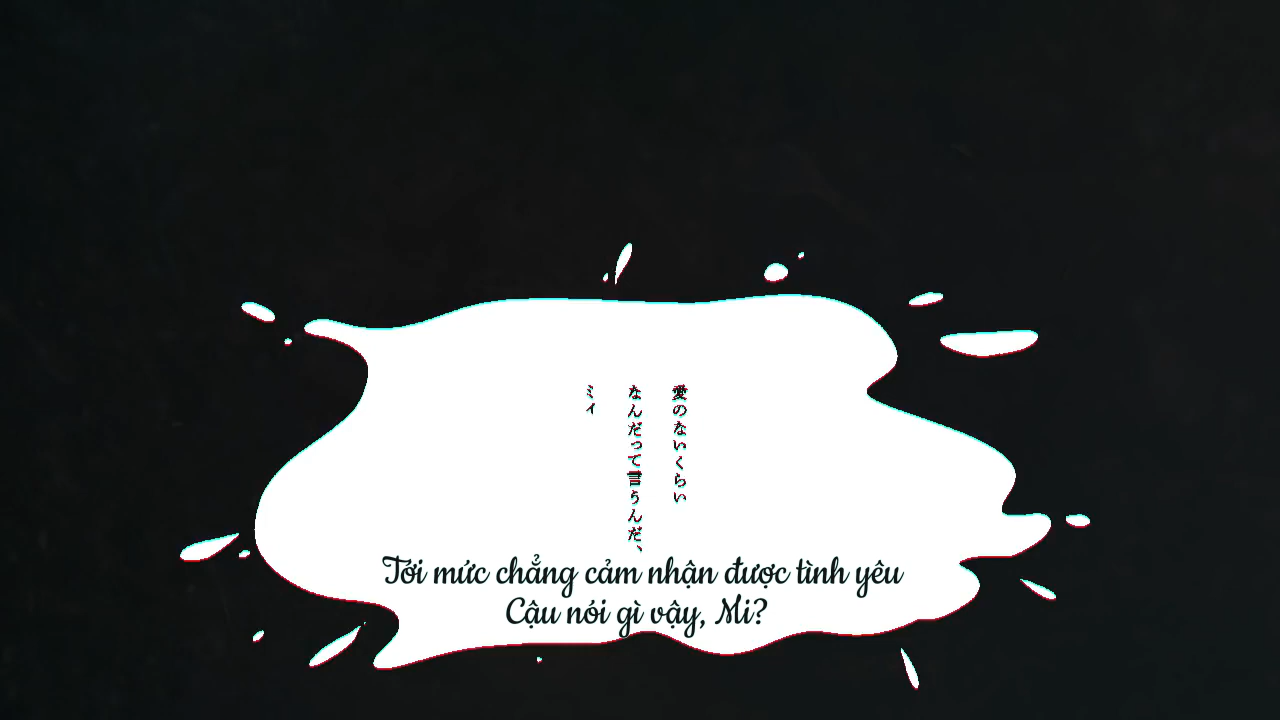 愛のないくらい
なんだって言うんだ、
ミイ
Tới mức chẳng cảm nhận được tình yêu
Cậu nói gì vậy, Mi?